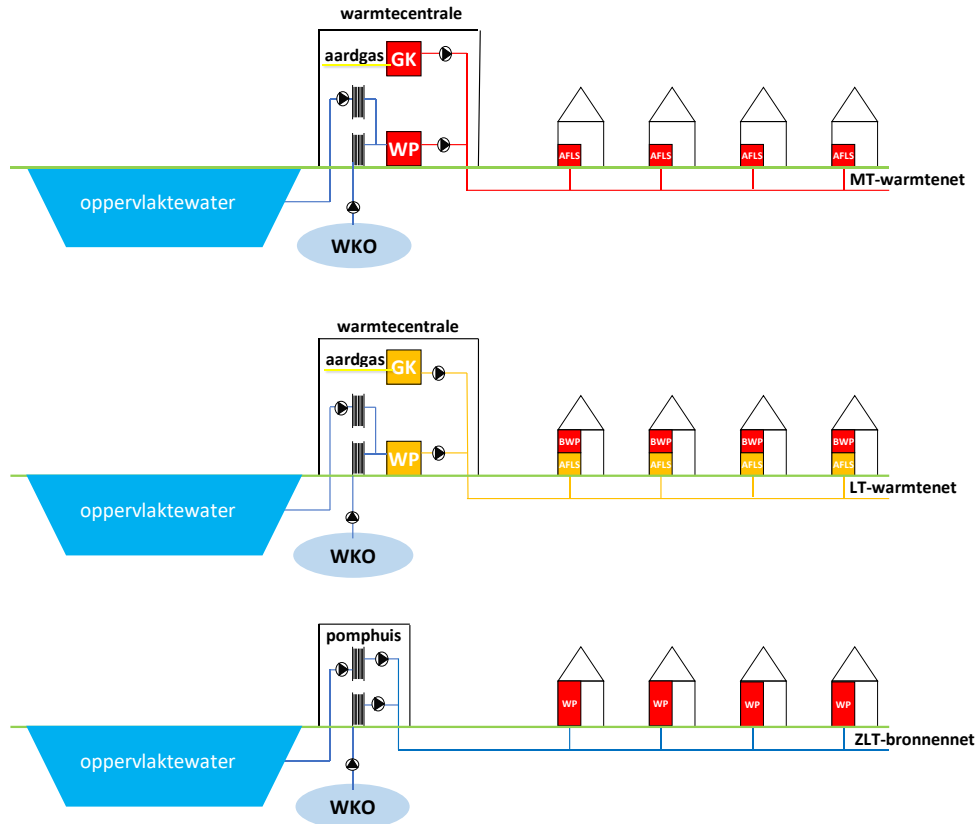 warmtecentrale
aardgas GK
WP
AFLS AFLS AFLS AFLS
MT-warmtenet
oppervlaktewater
WKO
warmtecentrale
aardgas GK
BWP BWP BWP BWP
WP
AFLS AFLS AFLS AFLS
LT-warmtenet
oppervlaktewater
WKO
pomphuis
WP WP WP WP
ZLT-bronnennet
oppervlaktewater
WKO